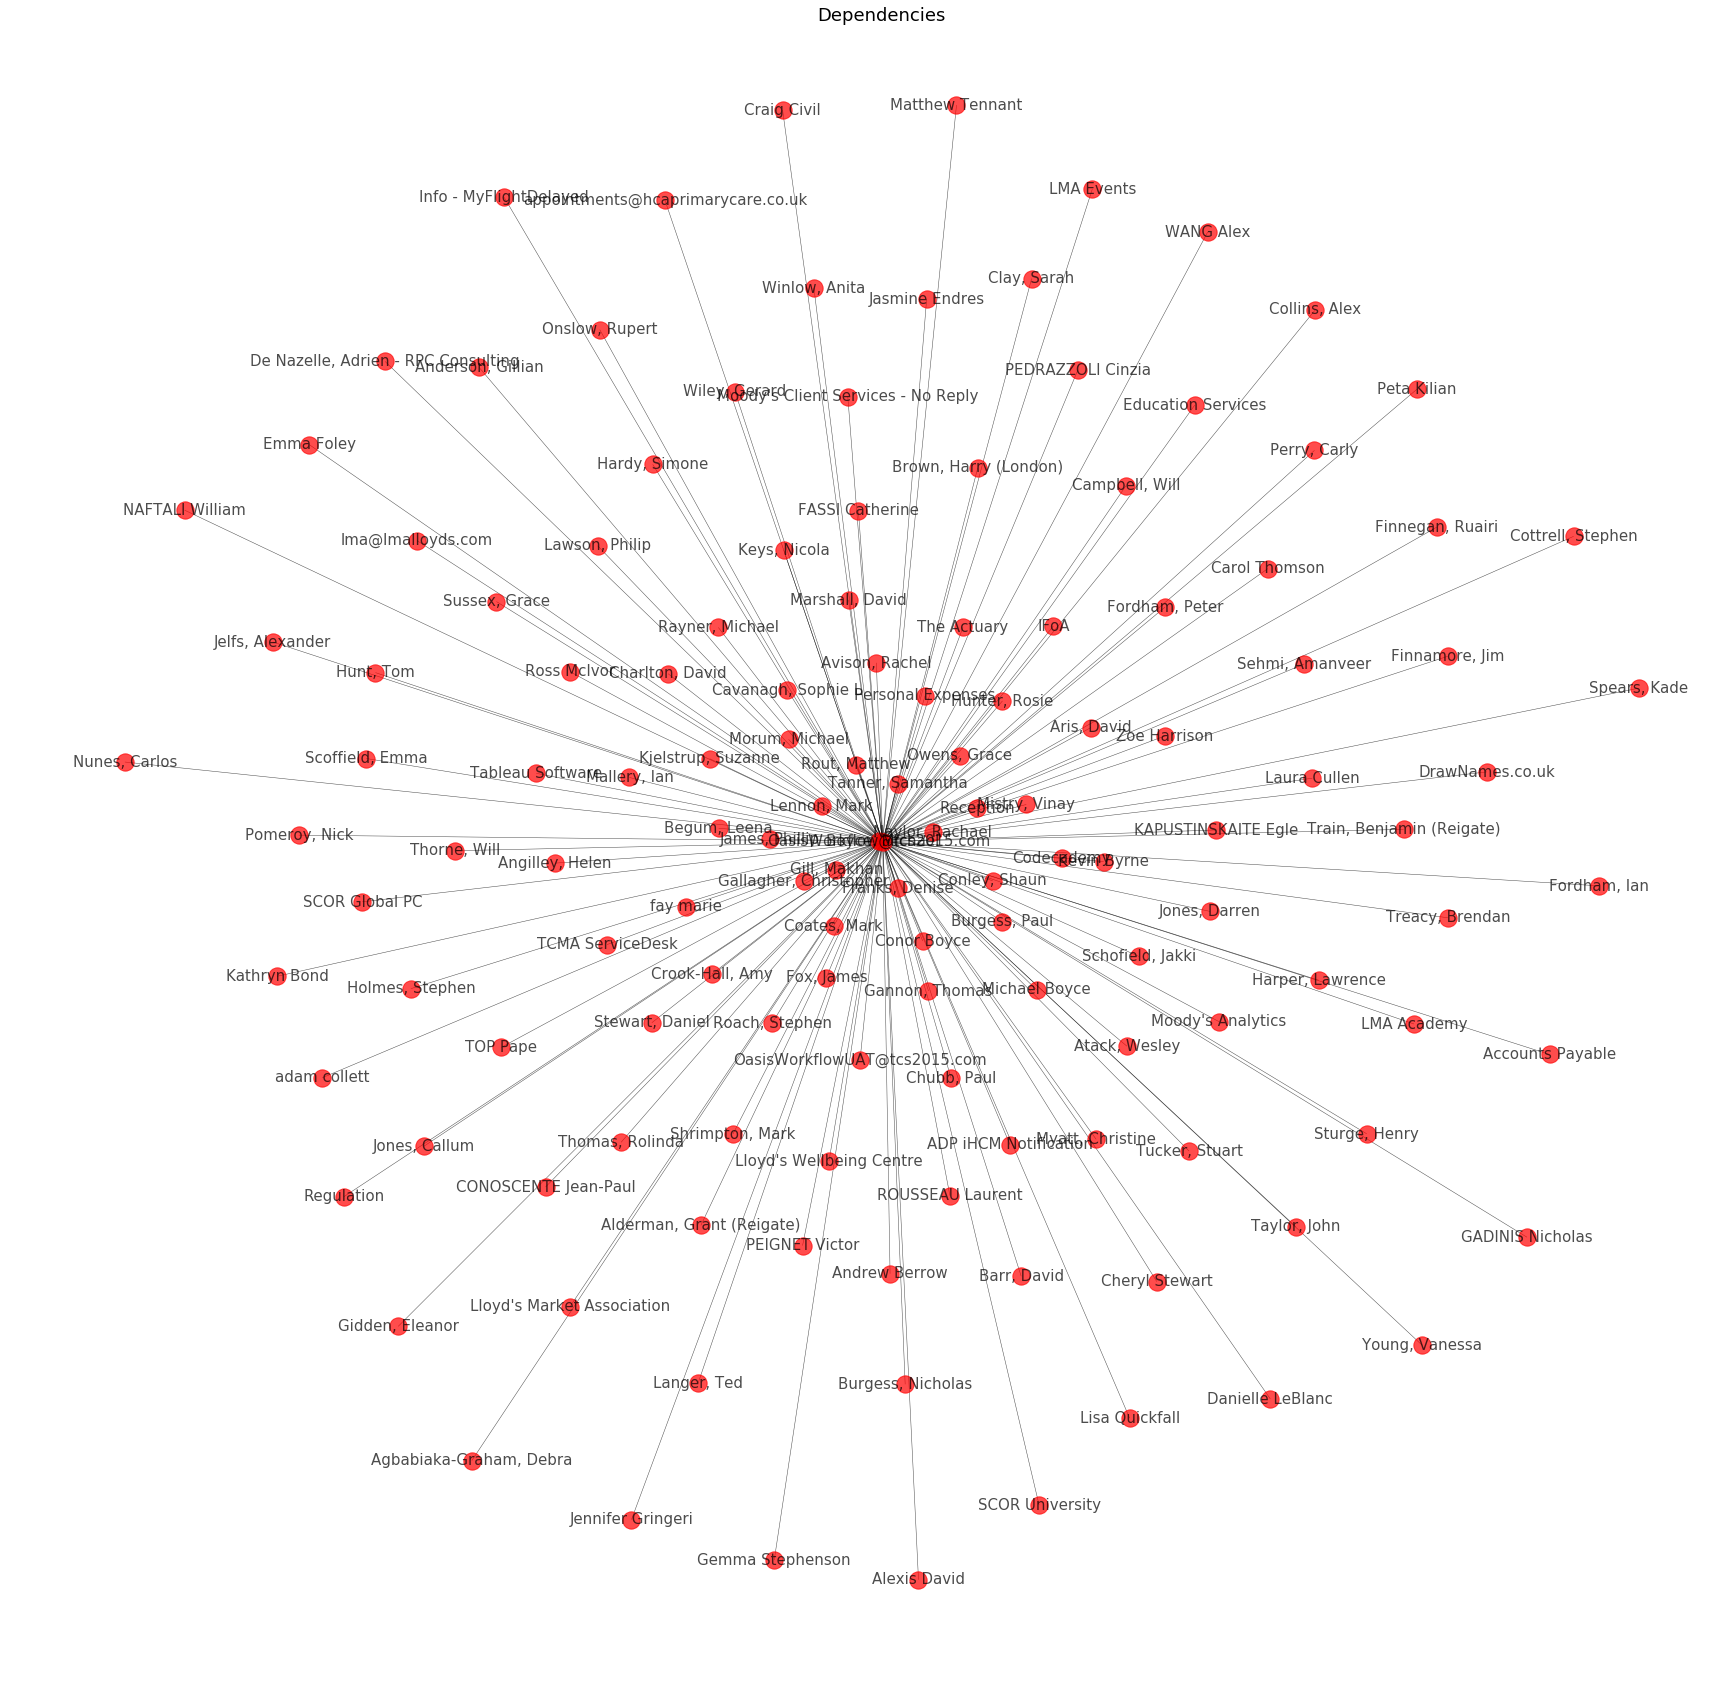 Dependencies
Matthew Tennant
Craig Civil
LMA Events
Info - MyFlightDelayed
appointments@hcaprimarycare.co.uk
WANG Alex
Clay, Sarah
Winlow, Anita
Jasmine Endres
Collins, Alex
Onslow, Rupert
De Nazelle, Adrien - RPC Consulting
Anderson, Gillian
PEDRAZZOLI Cinzia
Peta Kilian
Wiley, Gerard
Moody's Client Services - No Reply
Education Services
Emma Foley
Perry, Carly
Hardy, Simone
Brown, Harry (London)
Campbell, Will
NAFTALI William
FASSI Catherine
Finnegan, Ruairi
Cottrell, Stephen
lma@lmalloyds.com
Lawson, Philip
Keys, Nicola
Carol Thomson
Sussex, Grace
Marshall, David
Fordham, Peter
Rayner, Michael
The Actuary
IFoA
Jelfs, Alexander
Finnamore, Jim
Avison, Rachel
Sehmi, Amanveer
Hunt, Tom
Ross McIvor
Charlton, David
Cavanagh, Sophie L
Personal Expenses
Hunter, Rosie
Spears, Kade
Aris, David
Zoe Harrison
Morum, Michael
Owens, Grace
Nunes, Carlos
Scoffield, Emma
Kjelstrup, Suzanne
Rout, Matthew
Tableau Software
Mallery, Ian
Tanner, Samantha
Laura Cullen
DrawNames.co.uk
Lennon, Mark
Reception
Mistry, Vinay
Begum, Leena
Taylor, Rachael
KAPUSTINSKAITE Egle
Train, Benjamin (Reigate)
Pomeroy, Nick
Thorne, Will
Angilley, Helen
Codecademy
Kevin Byrne
Gill, Makhan
Gallagher, Christopher
Franks, Denise
Conley, Shaun
Fordham, Ian
SCOR Global PC
fay marie
Jones, Darren
Treacy, Brendan
Coates, Mark
Burgess, Paul
TCMA ServiceDesk
Conor Boyce
Schofield, Jakki
Kathryn Bond
Holmes, Stephen
Crook-Hall, Amy
Fox, James
Gannon, Thomas
Michael Boyce
Harper, Lawrence
Stewart, Daniel
Roach, Stephen
Moody's Analytics
LMA Academy
TOP Pape
Atack, Wesley
Accounts Payable
OasisWorkflowUAT@tcs2015.com
adam collett
Chubb, Paul
Jones, Callum
Thomas, Rolinda
Shrimpton, Mark
ADP iHCM Notification
Myatt, Christine
Tucker, Stuart
Sturge, Henry
Lloyd's Wellbeing Centre
Regulation
CONOSCENTE Jean-Paul
ROUSSEAU Laurent
Alderman, Grant (Reigate)
Taylor, John
GADINIS Nicholas
PEIGNET Victor
Andrew Berrow
Barr, David
Cheryl Stewart
Lloyd's Market Association
Gidden, Eleanor
Young, Vanessa
Langer, Ted
Burgess, Nicholas
Danielle LeBlanc
Lisa Quickfall
Agbabiaka-Graham, Debra
SCOR University
Jennifer Gringeri
Gemma Stephenson
Alexis David